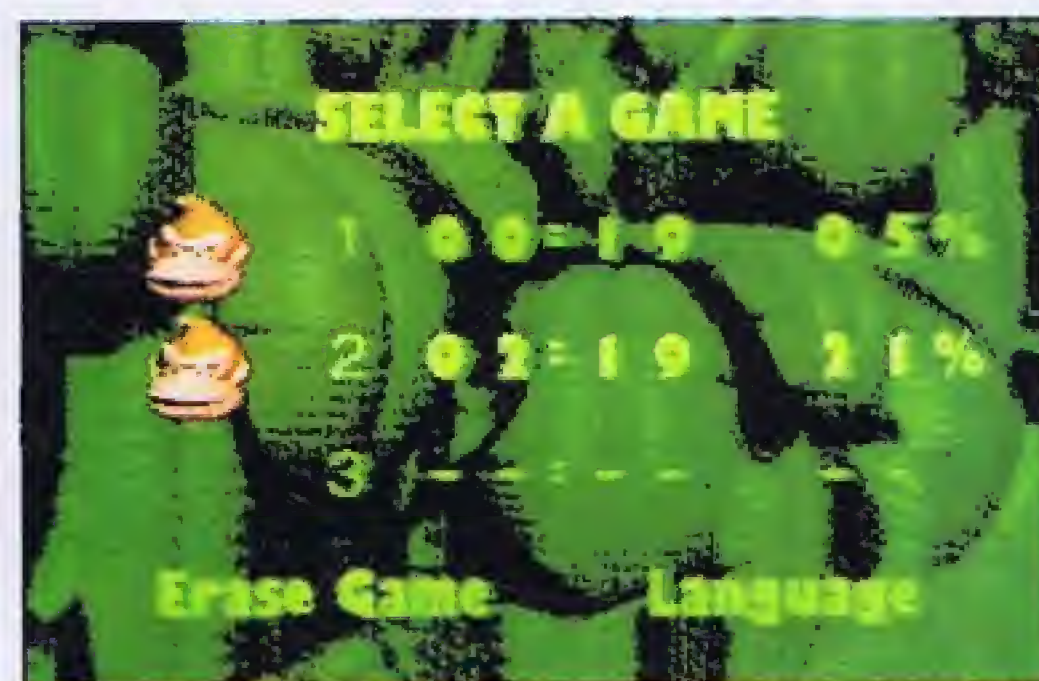 SELECT A GAME
1 00:19 05%
2 02:19 21%
3 --:-- --
Erase Game Language